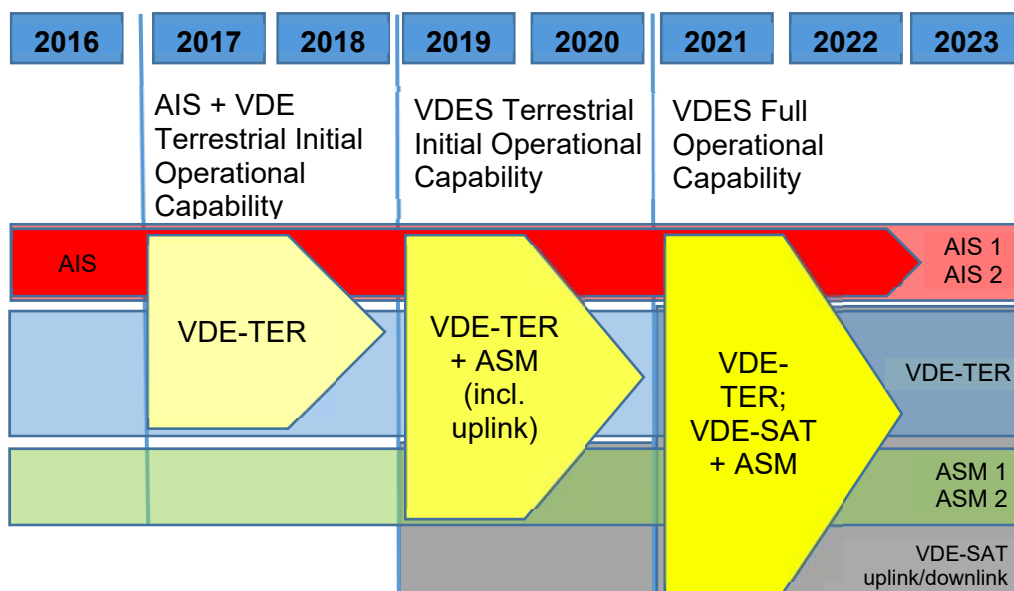 2016 2017 2018 2019 2020 2021 2022 2023
AIS + VDE
Terrestrial Initial
Operational
Capability
VDES Terrestrial
Initial Operational
Capability
VDES Full
Operational
Capability
AIS
AIS 1
AIS 2
VDE-TER
VDE-TER
+ ASM
(incl.
uplink)
VDE-
TER;
VDE-SAT
+ ASM
VDE-TER
ASM 1
ASM 2
VDE-SAT
uplink/downlink